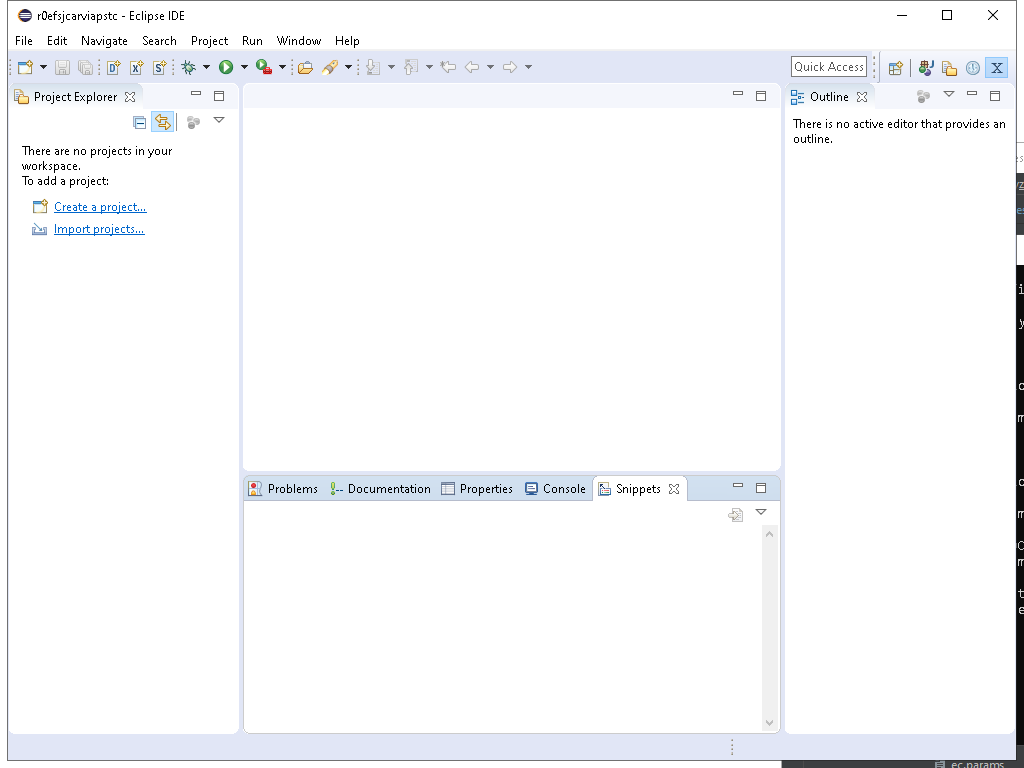 r0efsjcarviapstc - Eclipse IDE
File Edit Navigate Search Project Run Window Help
Quick Access
Project Explorer
Outline
There are no projects in your
workspace.
To add a project:
Create a project...
Import projects...
There is no active editor that provides an
outline.
Problems Documentation Properties Console Snippets
ec.params